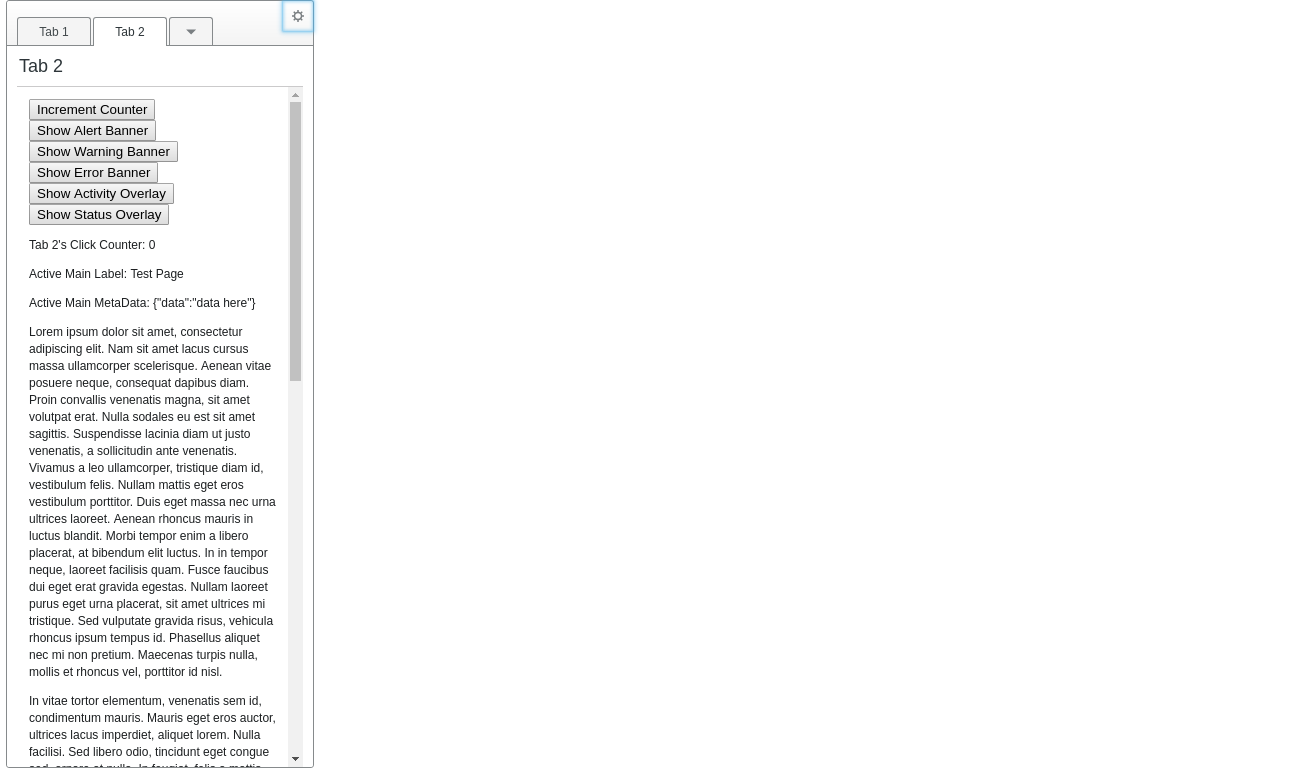 Tab 1
Tab 2
Tab 2
Increment Counter
Show Alert Banner
Show Warning Banner
Show Error Banner
Show Activity Overlay
Show Status Overlay
Tab 2's Click Counter: 0
Active Main Label: Test Page
Active Main MetaData: {"data":"data here"}
Lorem ipsum dolor sit amet, consectetur
adipiscing elit. Nam sit amet lacus cursus
massa ullamcorper scelerisque. Aenean vitae
posuere neque, consequat dapibus diam.
Proin convallis venenatis magna, sit amet
volutpat erat. Nulla sodales eu est sit amet
sagittis. Suspendisse lacinia diam ut justo
venenatis, a sollicitudin ante venenatis.
Vivamus a leo ullamcorper, tristique diam id,
vestibulum felis. Nullam mattis eget eros
vestibulum porttitor. Duis eget massa nec urna
ultrices laoreet. Aenean rhoncus mauris in
luctus blandit. Morbi tempor enim a libero
placerat, at bibendum elit luctus. In in tempor
neque, laoreet facilisis quam. Fusce faucibus
dui eget erat gravida egestas. Nullam laoreet
purus eget urna placerat, sit amet ultrices mi
tristique. Sed vulputate gravida risus, vehicula
rhoncus ipsum tempus id. Phasellus aliquet
nec mi non pretium. Maecenas turpis nulla,
mollis et rhoncus vel, porttitor id nisl.
In vitae tortor elementum, venenatis sem id,
condimentum mauris. Mauris eget eros auctor,
ultrices lacus imperdiet, aliquet lorem. Nulla
facilisi. Sed libero odio, tincidunt eget congue